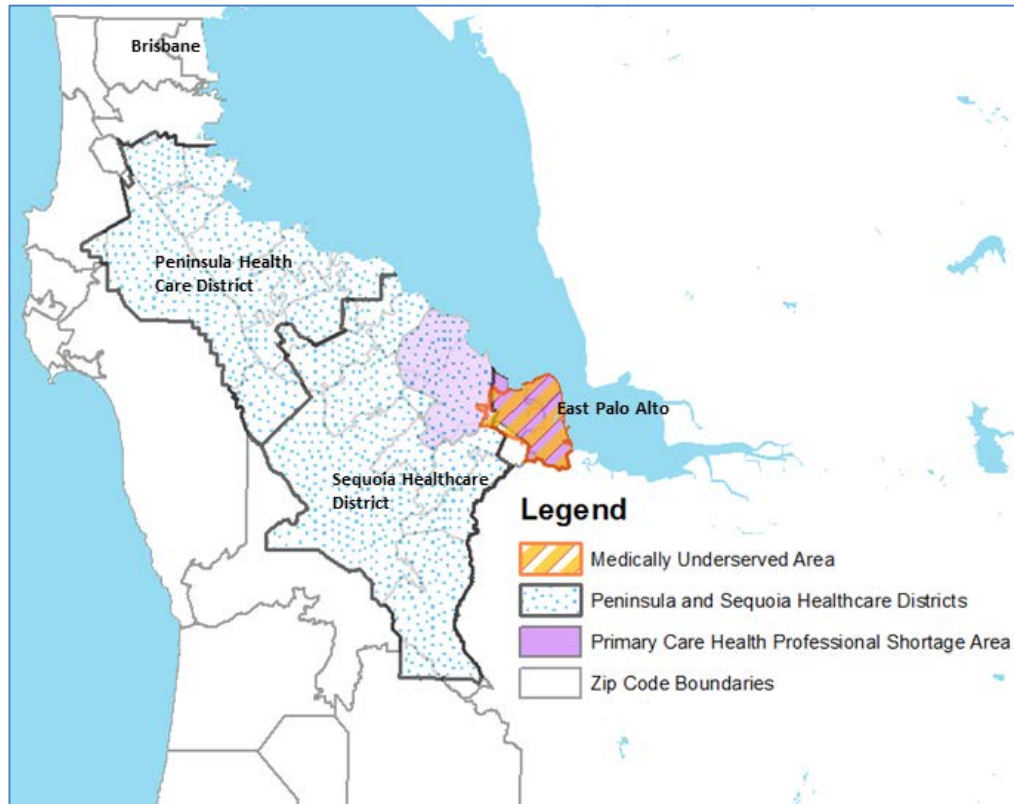 Brisbane
Peninsula Health
Care District
East Palo Alto
Sequoia Healthcare
District
Legend
Medically Underserved Area
Peninsula and Sequoia Healthcare Districts
Primary Care Health Professional Shortage Area
Zip Code Boundaries